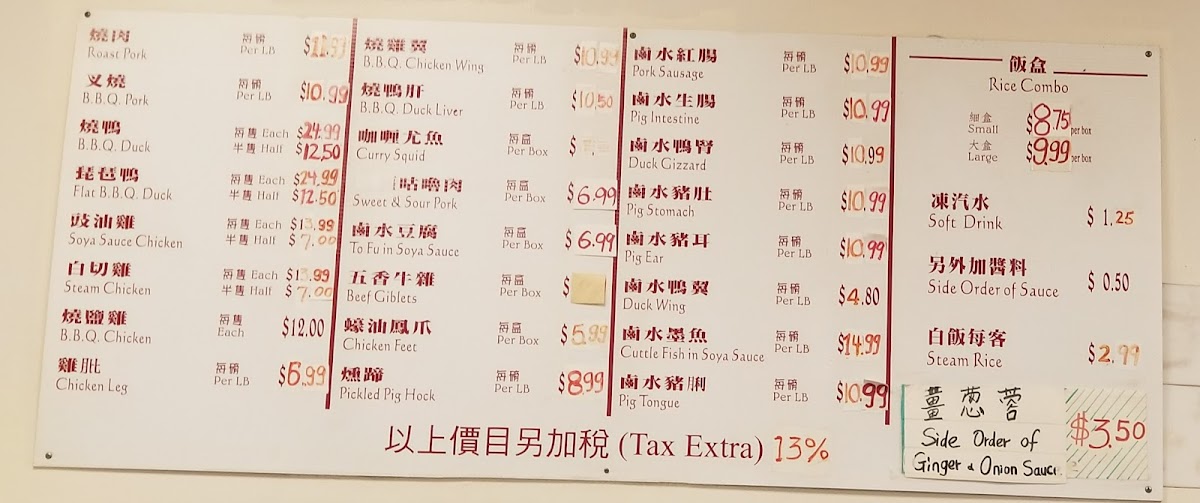 燒肉 每磅 $11.99
Roast Pork Per LB
叉燒 每磅 $10.99
B.B.Q. Pork Per LB
燒鴨 每隻 Each $24.99
B.B.Q. Duck 半隻 Half $12.50
琵琶鴨 每隻 Each $24.99
Flat B.B.Q. Duck 半隻 Half $12.50
豉油雞 每隻 Each $13.99
Soya Sauce Chicken 半隻 Half $7.00
白切雞 每隻 Each $13.99
Steam Chicken 半隻 Half $7.00
燒鹽雞 每隻 $12.00
B.B.Q. Chicken Each
雞肶 每磅 $6.99
Chicken Leg Per LB
燒雞翼 每磅 $10.99
B.B.Q. Chicken Wing Per LB
燒鴨肝 每磅 $10.50
B.B.Q. Duck Liver Per LB
咖喱尤魚 每盒 $
Curry Squid Per Box
咕嚕肉 每盒 $6.99
Sweet & Sour Pork Per Box
鹵水豆腐 每盒 $6.99
To Fu in Soya Sauce Per Box
五香牛雜 每盒 $
Beef Giblets Per Box
蠔油鳳爪 每盒 $5.99
Chicken Feet Per Box
燻蹄 每磅 $8.99
Pickled Pig Hock Per LB
鹵水紅腸 每磅 $10.99
Pork Sausage Per LB
鹵水生腸 每磅 $10.99
Pig Intestine Per LB
鹵水鴨腎 每磅 $10.99
Duck Gizzard Per LB
鹵水豬肚 每磅 $10.99
Pig Stomach Per LB
鹵水豬耳 每磅 $10.99
Pig Ear Per LB
鹵水鴨翼 每磅 $4.80
Duck Wing Per LB
鹵水墨魚 每磅 $14.99
Cuttle Fish in Soya Sauce Per LB
鹵水豬脷 每磅 $10.99
Pig Tongue Per LB
飯盒
Rice Combo
細盒 $8.75
Small per box
大盒 $9.99
Large per box
凍汽水 $1.25
Soft Drink
另外加醬料 $0.50
Side Order of Sauce
白飯每客 $2.99
Steam Rice
薑蔥蓉 $3.50
Side Order of
Ginger & Onion Sauce
以上價目另加稅 (Tax Extra) 13%